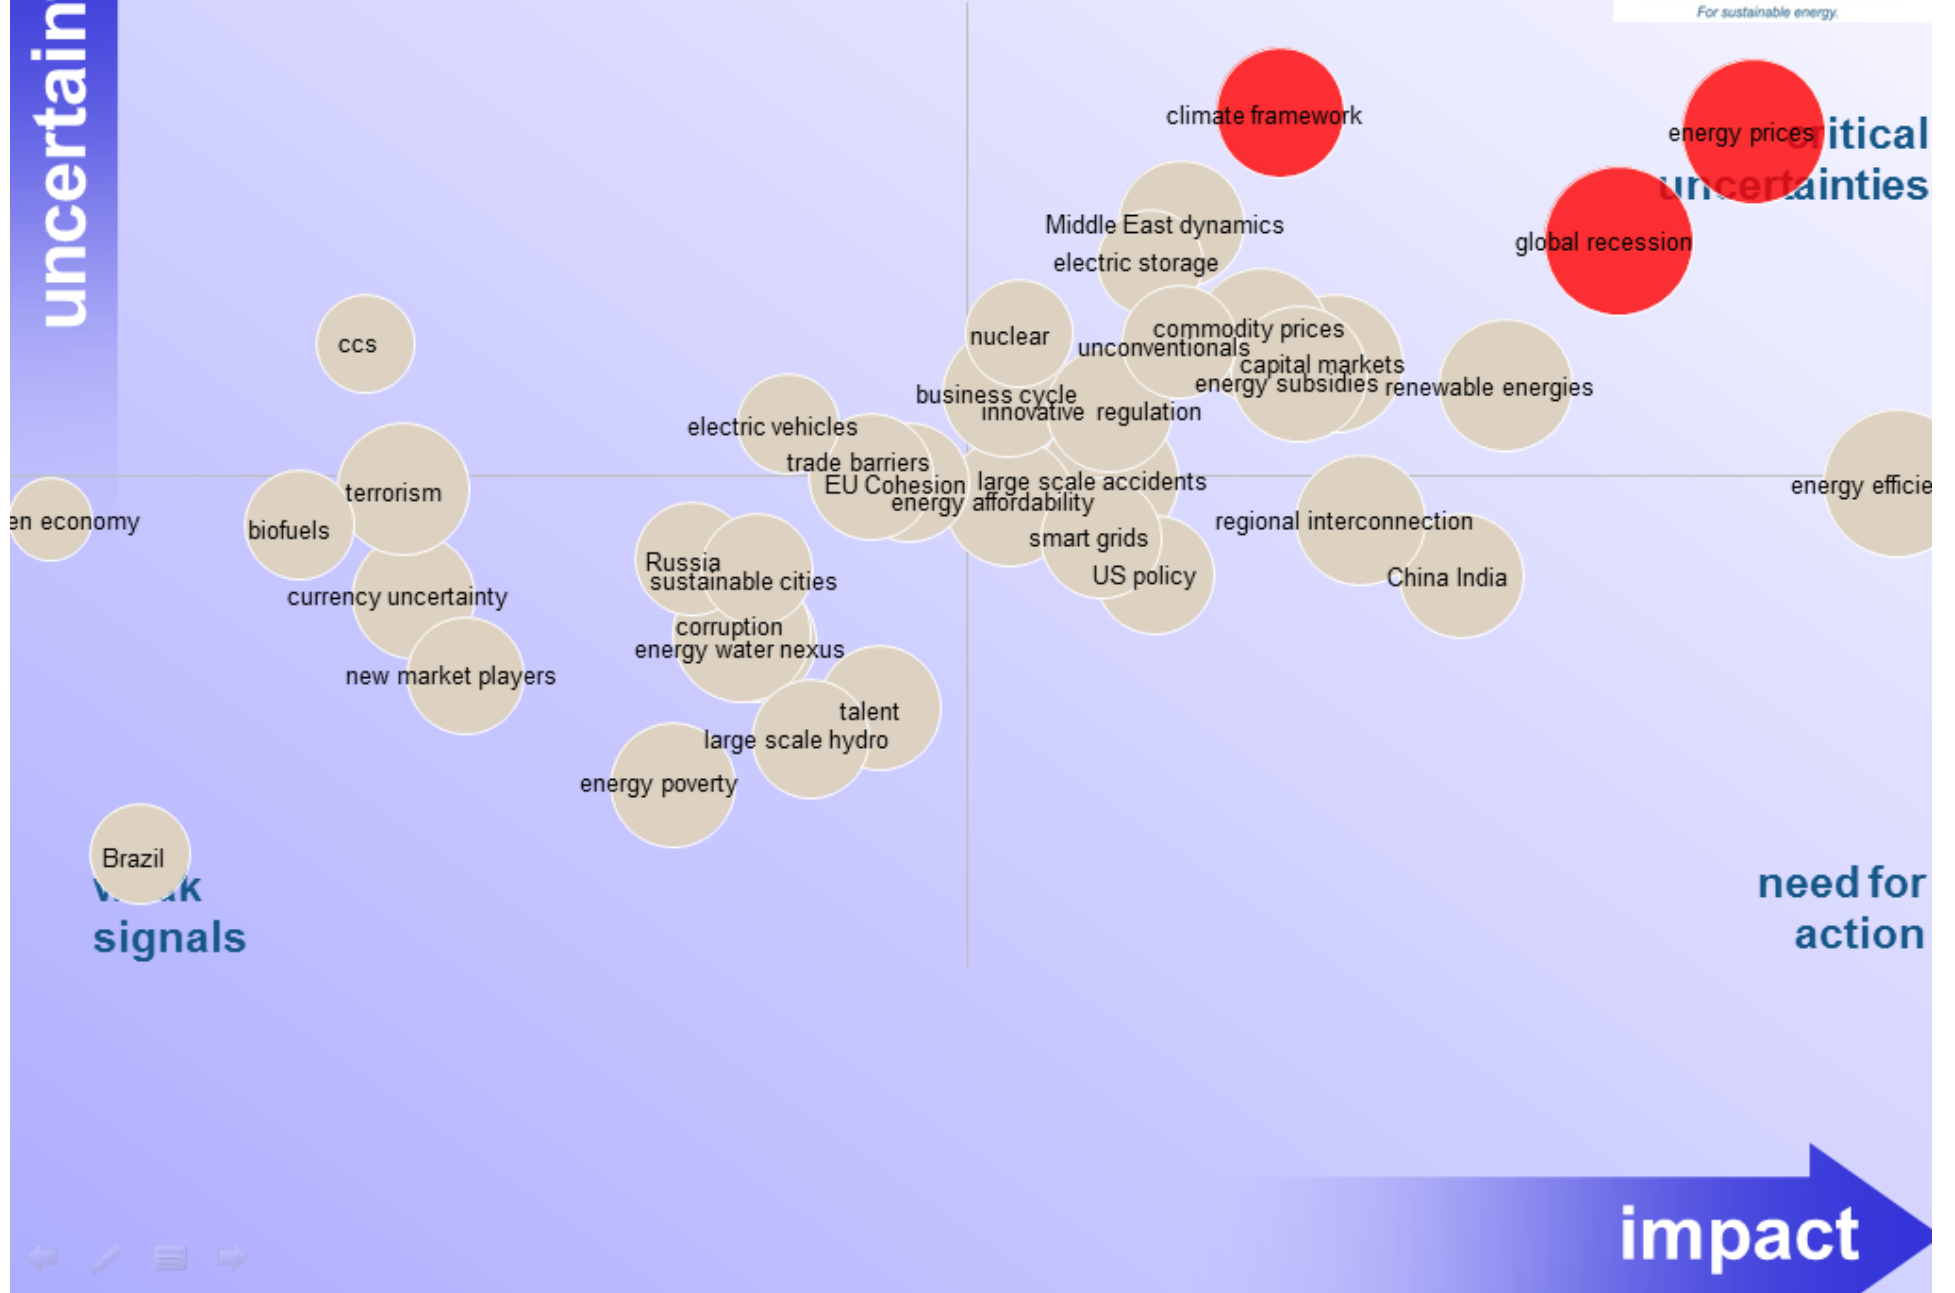 For sustainable energy.
uncertain
climate framework
energy prices
critical
uncertainties
Middle East dynamics
global recession
electric storage
nuclear
commodity prices
ccs
unconventionals
capital markets
energy subsidies
renewable energies
business cycle
innovative regulation
electric vehicles
trade barriers
EU Cohesion
large scale accidents
energy affordability
energy efficie
terrorism
en economy
biofuels
regional interconnection
smart grids
Russia
sustainable cities
US policy
China India
currency uncertainty
corruption
energy water nexus
new market players
talent
large scale hydro
energy poverty
Brazil
signals
need for
action
impact